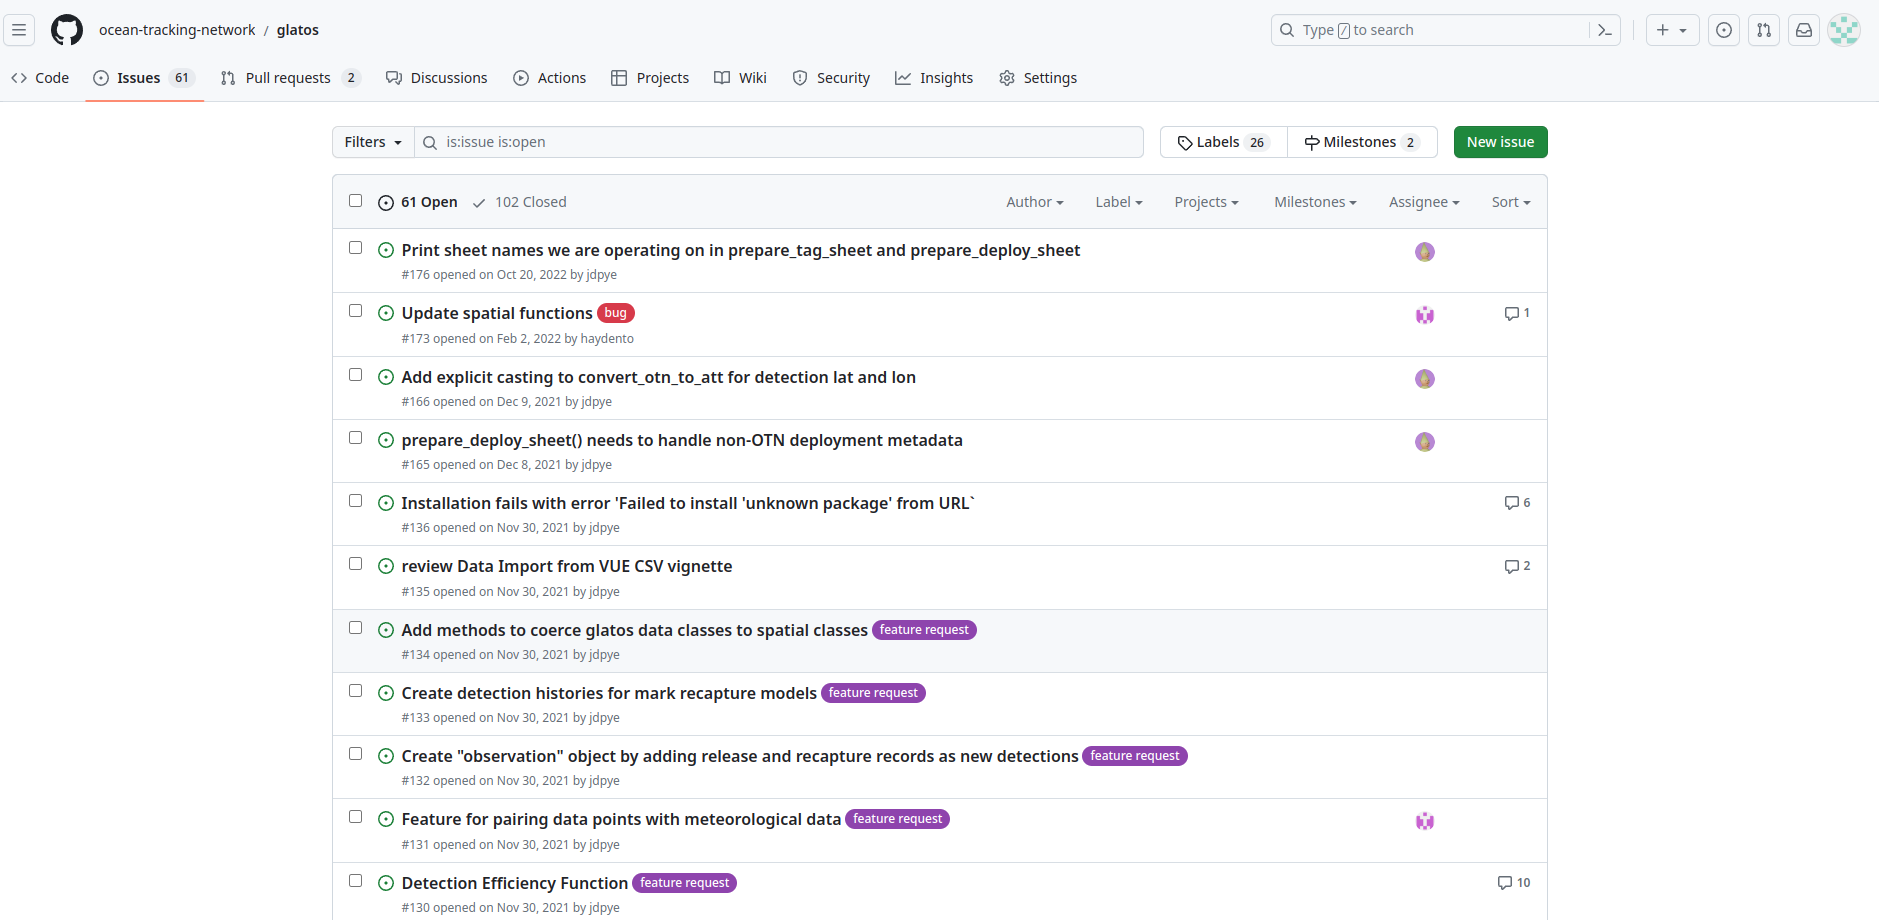 ocean-tracking-network / glatos
Type / to search
Code
Issues 61
Pull requests 2
Discussions
Actions
Projects
Wiki
Security
Insights
Settings
Filters
is:issue is:open
Labels 26
Milestones 2
New issue
61 Open
102 Closed
Author
Label
Projects
Milestones
Assignee
Sort
Print sheet names we are operating on in prepare_tag_sheet and prepare_deploy_sheet
#176 opened on Oct 20, 2022 by jdpye
Update spatial functions bug
1
#173 opened on Feb 2, 2022 by haydento
Add explicit casting to convert_otn_to_att for detection lat and lon
#166 opened on Dec 9, 2021 by jdpye
prepare_deploy_sheet() needs to handle non-OTN deployment metadata
#165 opened on Dec 8, 2021 by jdpye
Installation fails with error 'Failed to install 'unknown package' from URL`
6
#136 opened on Nov 30, 2021 by jdpye
review Data Import from VUE CSV vignette
2
#135 opened on Nov 30, 2021 by jdpye
Add methods to coerce glatos data classes to spatial classes feature request
#134 opened on Nov 30, 2021 by jdpye
Create detection histories for mark recapture models feature request
#133 opened on Nov 30, 2021 by jdpye
Create "observation" object by adding release and recapture records as new detections feature request
#132 opened on Nov 30, 2021 by jdpye
Feature for pairing data points with meteorological data feature request
#131 opened on Nov 30, 2021 by jdpye
Detection Efficiency Function feature request
10
#130 opened on Nov 30, 2021 by jdpye